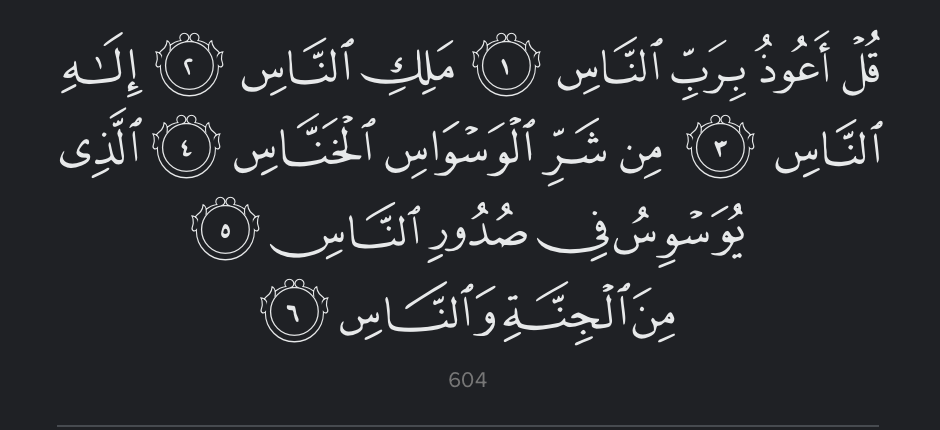 قُلْ أَعُوذُ بِرَبِّ ٱلنَّاسِ ١ مَلِكِ ٱلنَّاسِ ٢ إِلَـٰهِ
ٱلنَّاسِ ٣ مِن شَرِّ ٱلْوَسْوَاسِ ٱلْخَنَّاسِ ٤ ٱلَّذِى
يُوَسْوِسُ فِى صُدُورِ ٱلنَّاسِ ٥
مِنَ ٱلْجِنَّةِ وَٱلنَّاسِ ٦
604